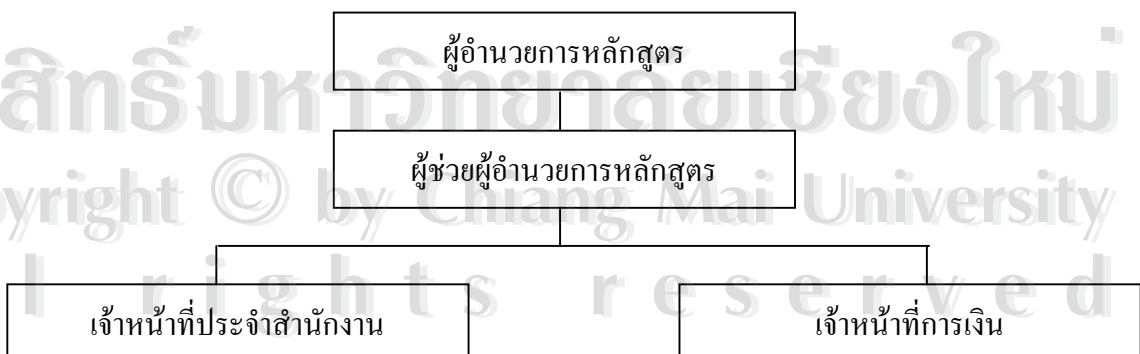 ผู้อำนวยการหลักสูตร
สิทธิ์มหาวิทยาลัยเชียงใหม่
ผู้ช่วยผู้อำนวยการหลักสูตร
yright © by Chiang Mai University
l rights reserved
เจ้าหน้าที่ประจำสำนักงาน
เจ้าหน้าที่การเงิน